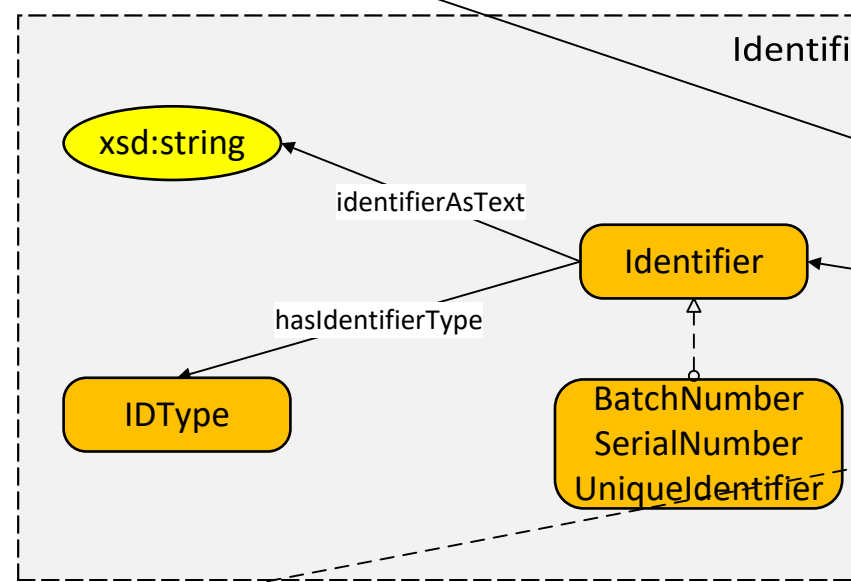 Identifi
xsd:string
identifierAsText
Identifier
hasIdentifierType
IDType
BatchNumber
SerialNumber
UniqueIdentifier